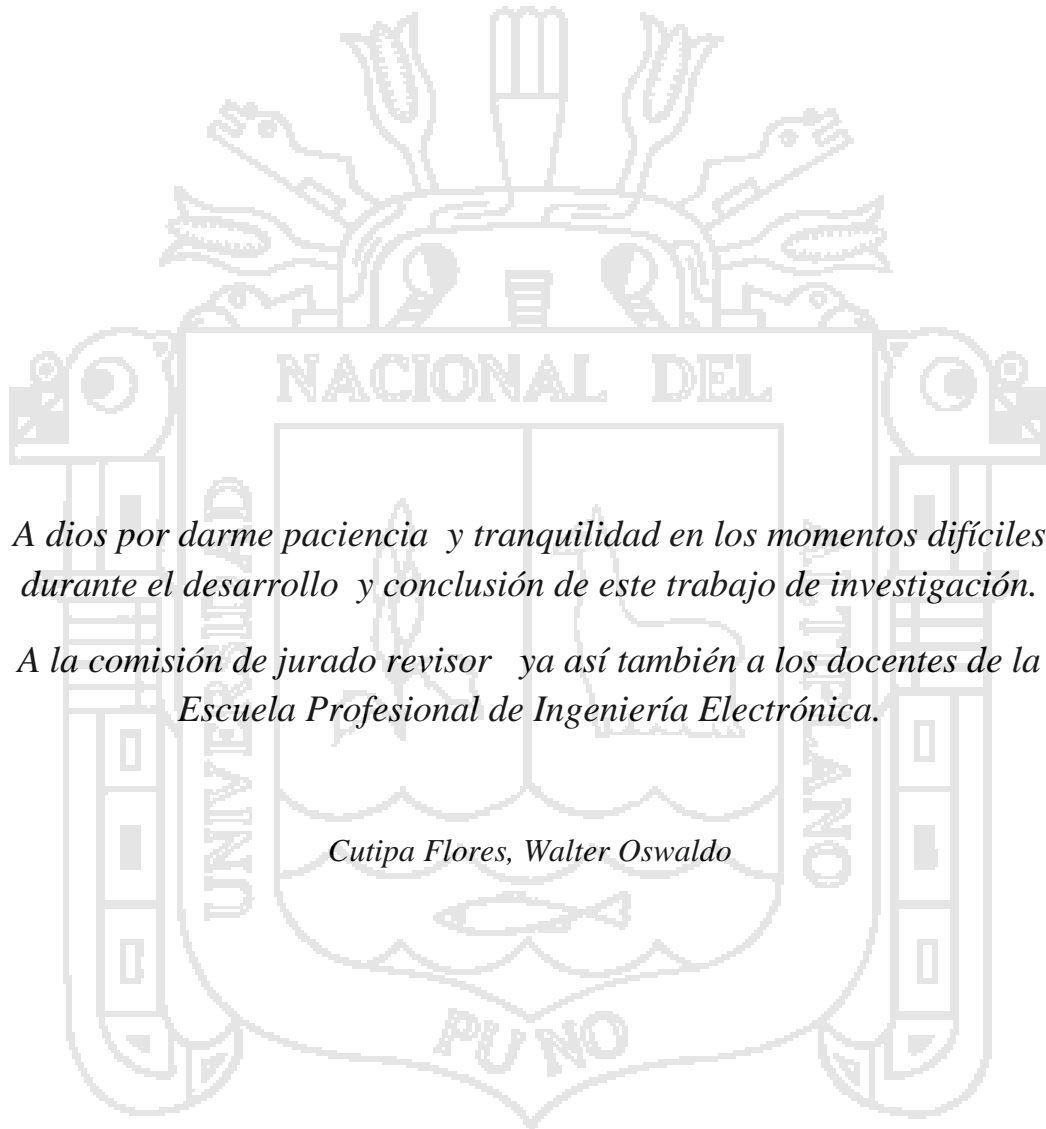 NACIONAL DEL
UNIVERSIDAD
ALTIPLANO
A dios por darme paciencia y tranquilidad en los momentos difíciles
durante el desarrollo y conclusión de este trabajo de investigación.
A la comisión de jurado revisor ya así también a los docentes de la
Escuela Profesional de Ingeniería Electrónica.
Cutipa Flores, Walter Oswaldo
PUNO